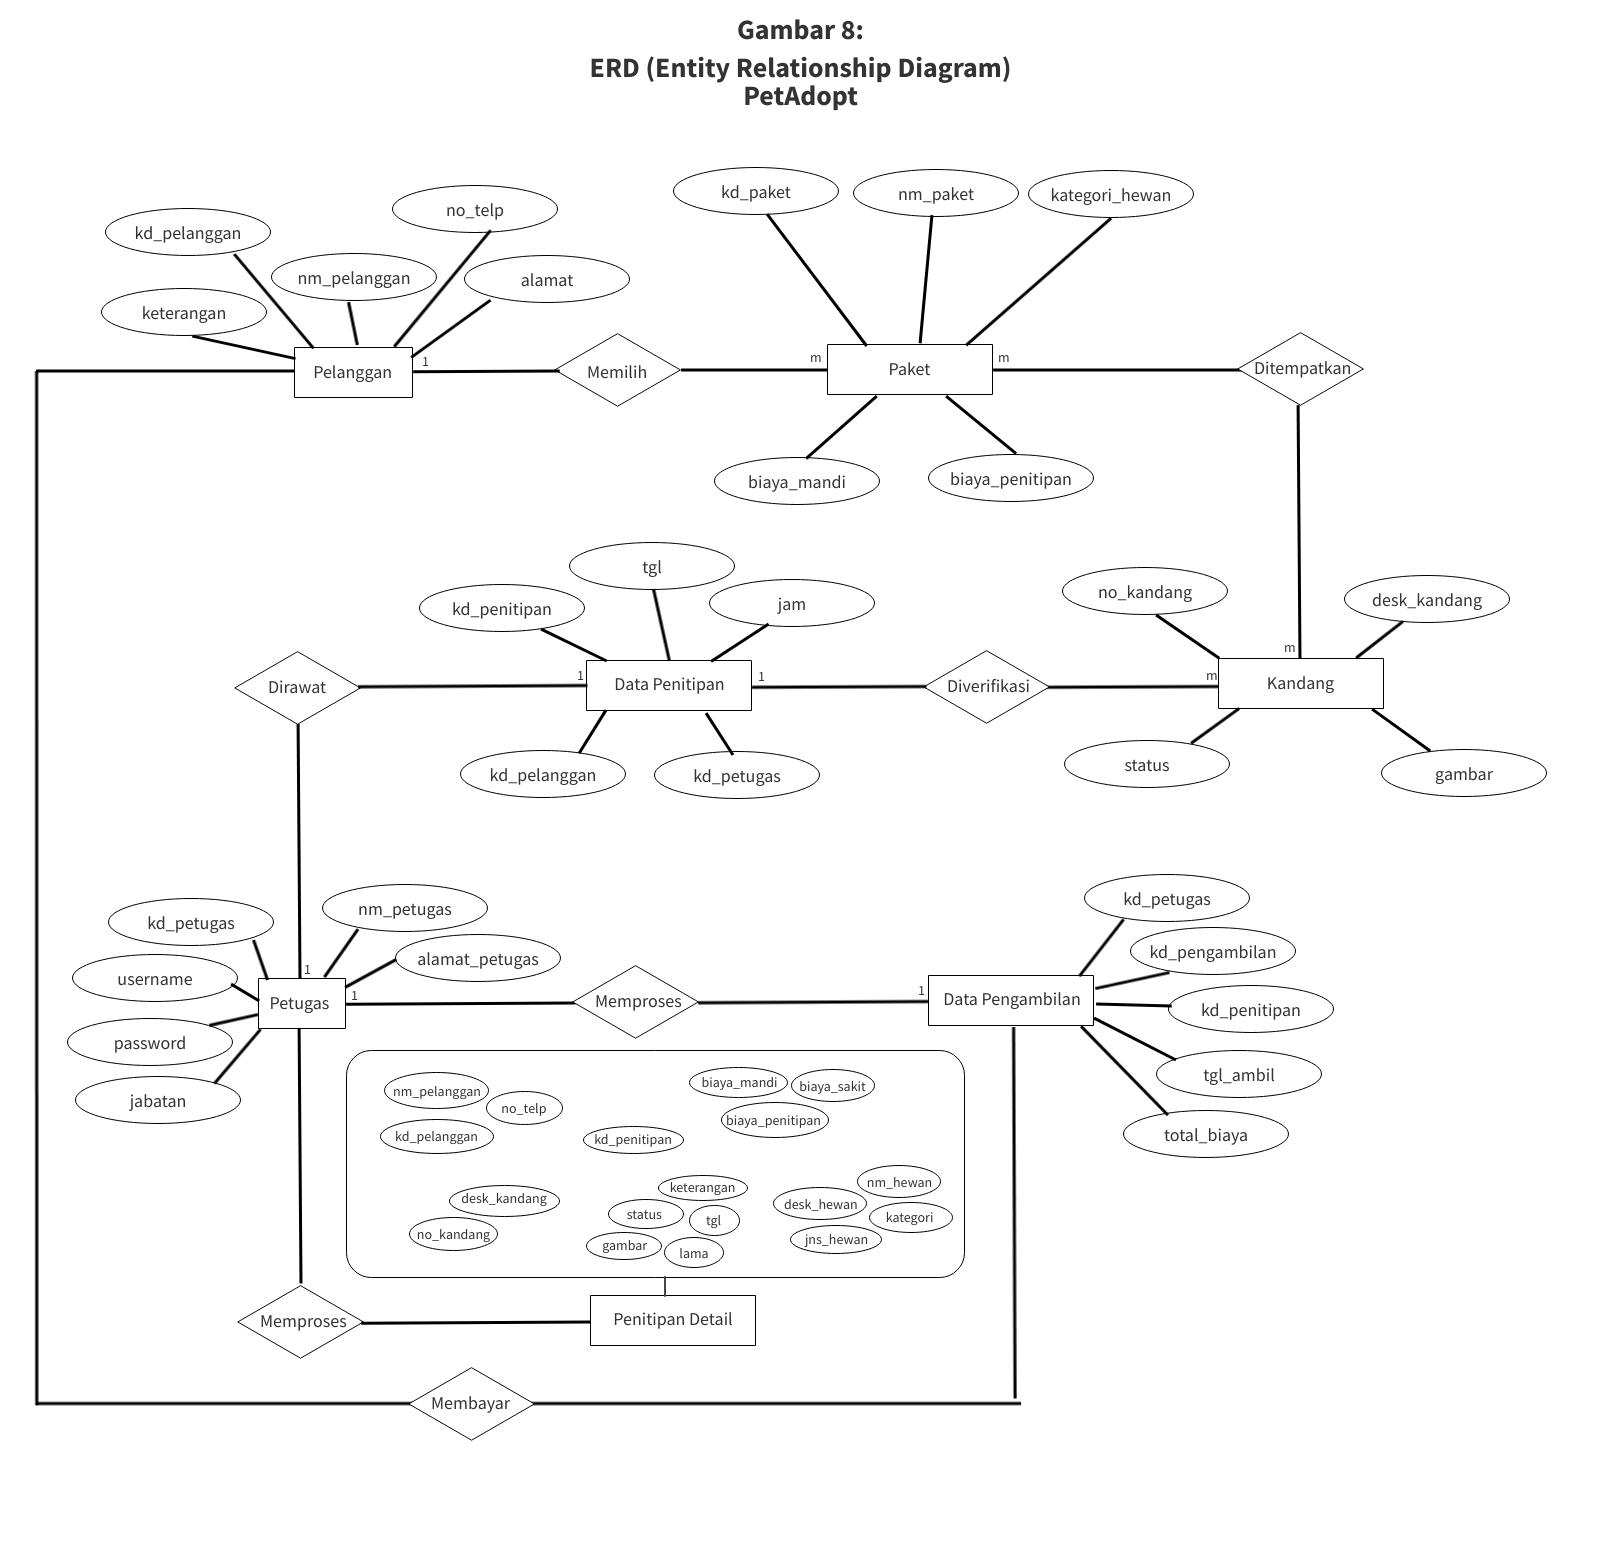 Gambar 8:
ERD (Entity Relationship Diagram)
PetAdopt
kd_paket
nm_paket
kategori_hewan
no_telp
kd_pelanggan
nm_pelanggan
alamat
keterangan
Pelanggan
1
Memilih
m
Paket
m
Ditempatkan
biaya_mandi
biaya_penitipan
tgl
kd_penitipan
jam
no_kandang
desk_kandang
Dirawat
1
Data Penitipan
1
Diverifikasi
m
m
Kandang
kd_pelanggan
kd_petugas
status
gambar
kd_petugas
nm_petugas
alamat_petugas
username
password
jabatan
1
Petugas
1
Memproses
1
Data Pengambilan
kd_petugas
kd_pengambilan
kd_penitipan
tgl_ambil
total_biaya
nm_pelanggan
no_telp
kd_pelanggan
kd_penitipan
biaya_mandi
biaya_sakit
biaya_penitipan
desk_kandang
no_kandang
keterangan
status
tgl
gambar
lama
nm_hewan
desk_hewan
kategori
jns_hewan
Memproses
Penitipan Detail
Membayar